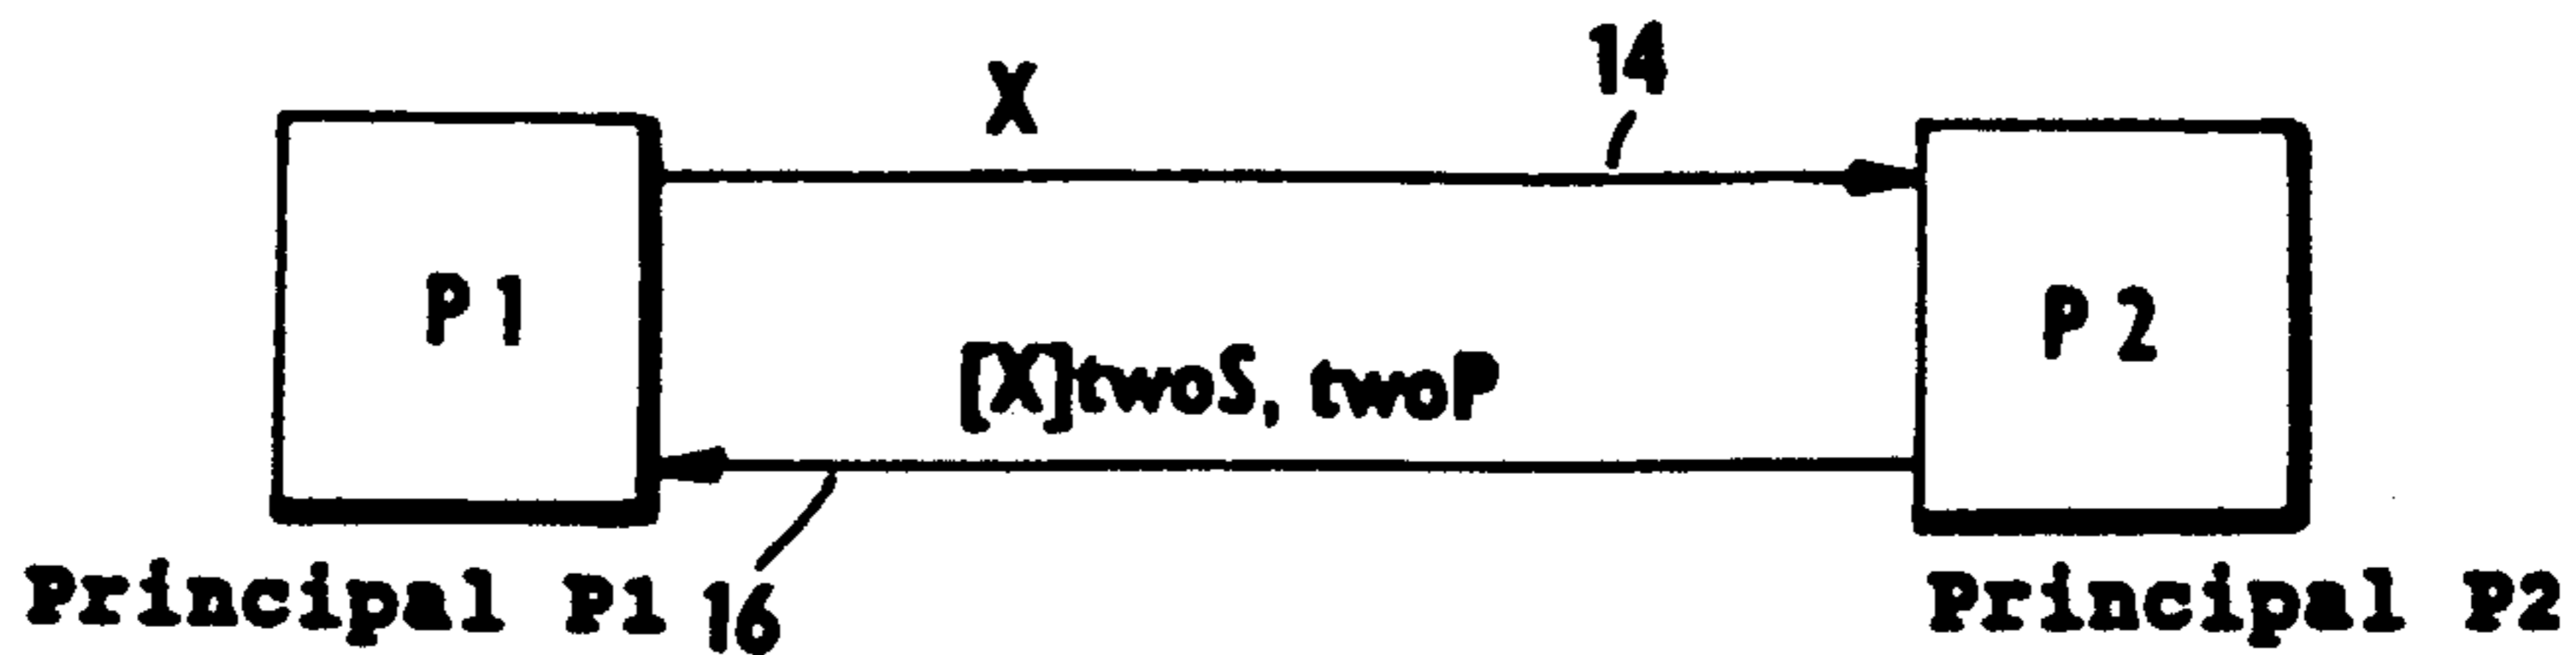 X
14
P1
P2
[X]twoS, twoP
Principal P1
16
Principal P2